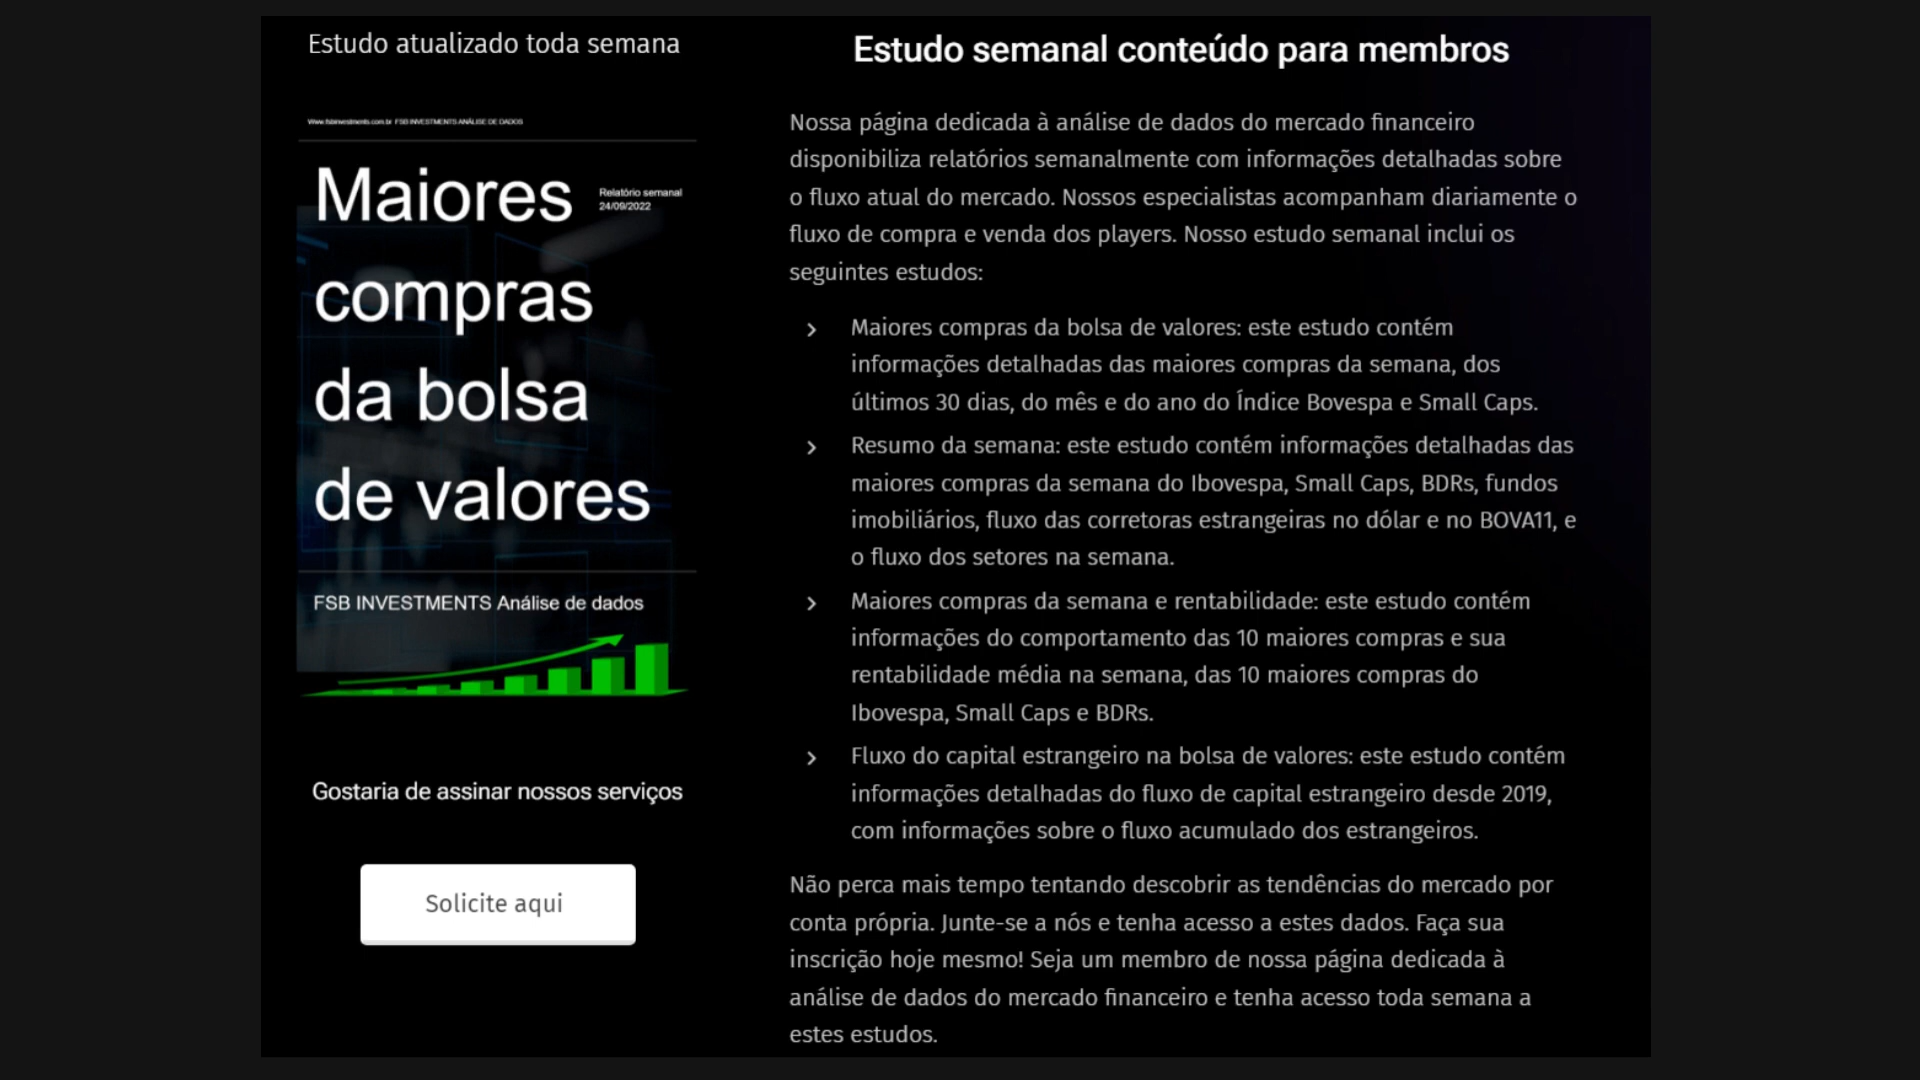 Estudo atualizado toda semana
Www.fsbinvestments.com.br FSB INVESTMENTS ANÁLISE DE DADOS
Maiores
Relatório semanal
24/09/2022
compras
da bolsa
de valores
FSB INVESTMENTS Análise de dados
Gostaria de assinar nossos serviços
Solicite aqui
Estudo semanal conteúdo para membros
Nossa página dedicada à análise de dados do mercado financeiro
disponibiliza relatórios semanalmente com informações detalhadas sobre
o fluxo atual do mercado. Nossos especialistas acompanham diariamente o
fluxo de compra e venda dos players. Nosso estudo semanal inclui os
seguintes estudos:
Maiores compras da bolsa de valores: este estudo contém
informações detalhadas das maiores compras da semana, dos
últimos 30 dias, do mês e do ano do Índice Bovespa e Small Caps.
Resumo da semana: este estudo contém informações detalhadas das
maiores compras da semana do Ibovespa, Small Caps, BDRs, fundos
imobiliários, fluxo das corretoras estrangeiras no dólar e no BOVA11, e
o fluxo dos setores na semana.
Maiores compras da semana e rentabilidade: este estudo contém
informações do comportamento das 10 maiores compras e sua
rentabilidade média na semana, das 10 maiores compras do
Ibovespa, Small Caps e BDRs.
Fluxo do capital estrangeiro na bolsa de valores: este estudo contém
informações detalhadas do fluxo de capital estrangeiro desde 2019,
com informações sobre o fluxo acumulado dos estrangeiros.
Não perca mais tempo tentando descobrir as tendências do mercado por
conta própria. Junte-se a nós e tenha acesso a estes dados. Faça sua
inscrição hoje mesmo! Seja um membro de nossa página dedicada à
análise de dados do mercado financeiro e tenha acesso toda semana a
estes estudos.